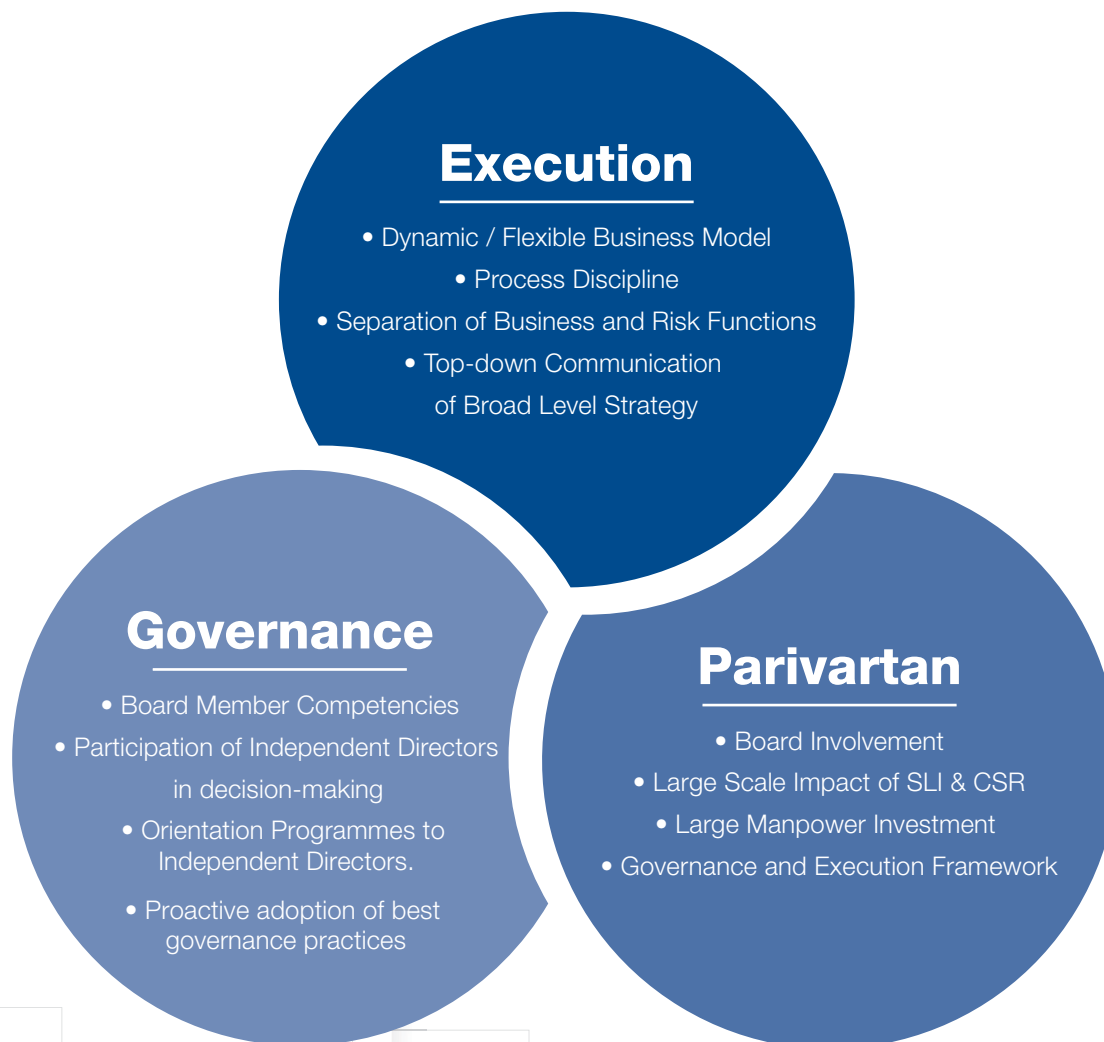 Execution
• Dynamic / Flexible Business Model
• Process Discipline
• Separation of Business and Risk Functions
• Top-down Communication
of Broad Level Strategy
Governance
• Board Member Competencies
• Participation of Independent Directors
in decision-making
• Orientation Programmes to
Independent Directors.
• Proactive adoption of best
governance practices
Parivartan
• Board Involvement
• Large Scale Impact of SLI & CSR
• Large Manpower Investment
• Governance and Execution Framework